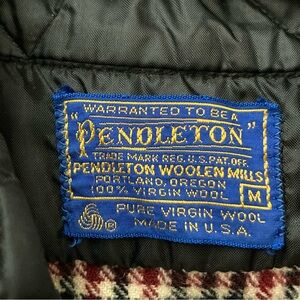 WARRANTED TO BE A
"PENDLETON"
TRADE MARK REG. U.S. PAT. OFF.
PENDLETON WOOLEN MILLS
PORTLAND, OREGON
100% VIRGIN WOOL
M
PURE VIRGIN WOOL
MADE IN U.S.A.